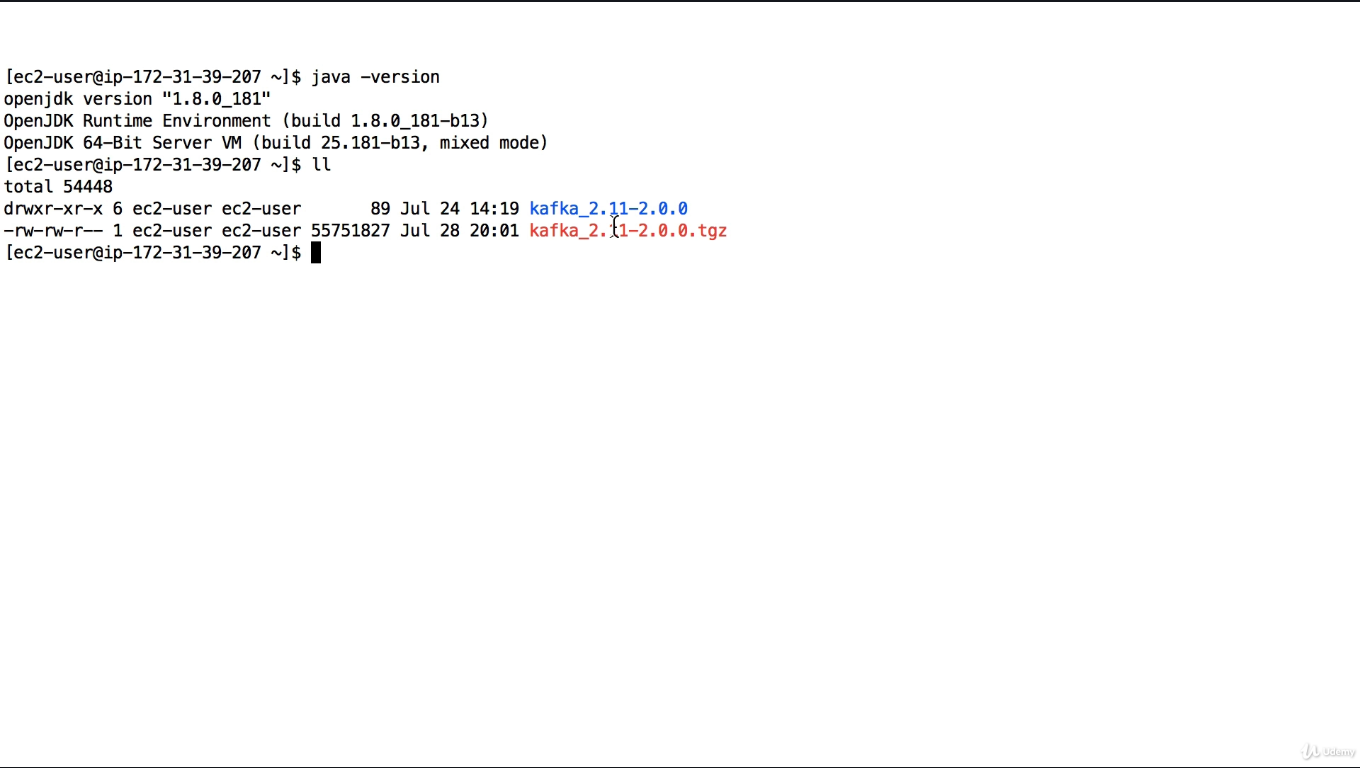 [ec2-user@ip-172-31-39-207 ~]$ java -version
openjdk version "1.8.0_181"
OpenJDK Runtime Environment (build 1.8.0_181-b13)
OpenJDK 64-Bit Server VM (build 25.181-b13, mixed mode)
[ec2-user@ip-172-31-39-207 ~]$ ll
total 54448
drwxr-xr-x 6 ec2-user ec2-user       89 Jul 24 14:19 kafka_2.11-2.0.0
-rw-rw-r-- 1 ec2-user ec2-user 55751827 Jul 28 20:01 kafka_2.11-2.0.0.tgz
[ec2-user@ip-172-31-39-207 ~]$
Udemy